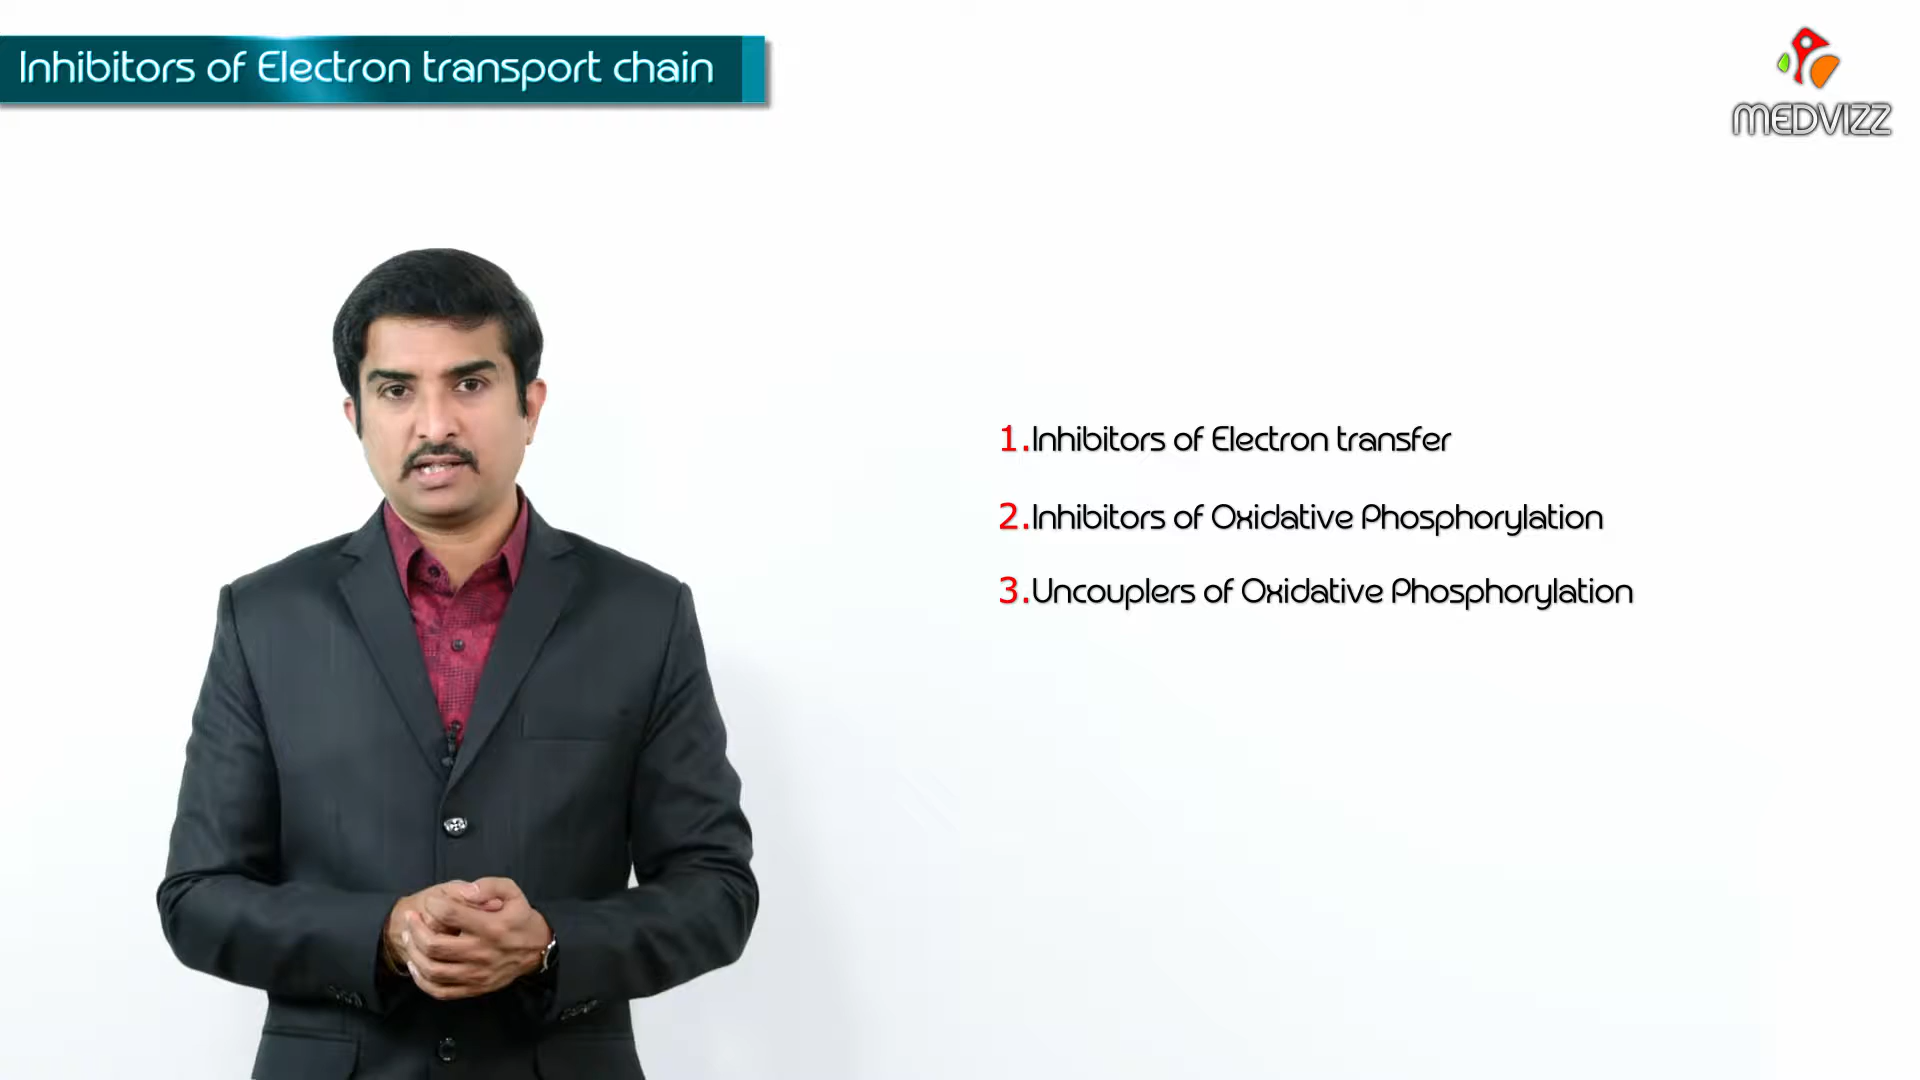 Inhibitors of Electron transport chain
MEDVIZZ
1.Inhibitors of Electron transfer
2.Inhibitors of Oxidative Phosphorylation
3.Uncouplers of Oxidative Phosphorylation